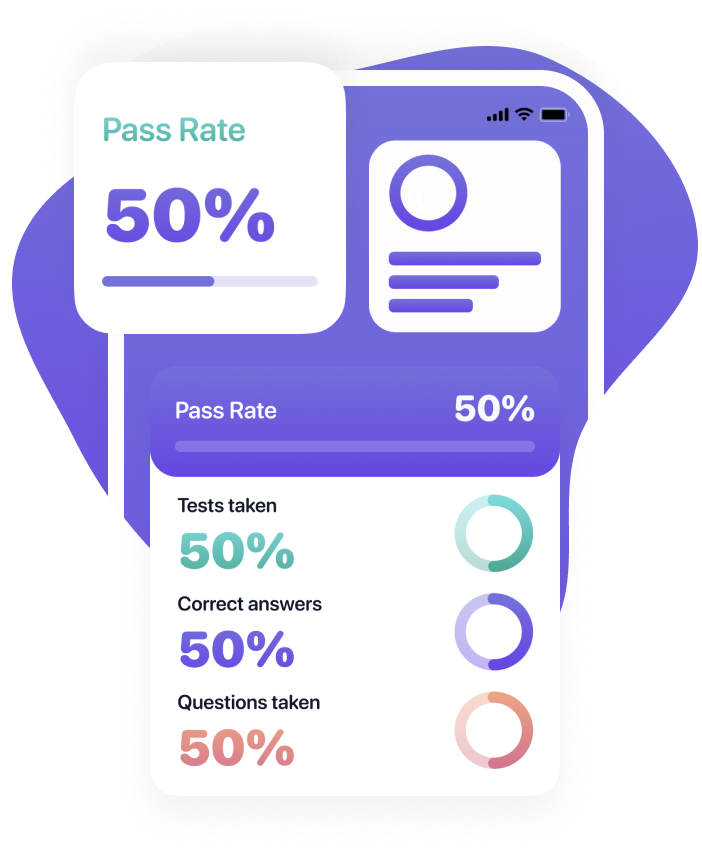 Pass Rate
50%
Pass Rate
50%
Tests taken
50%
Correct answers
50%
Questions taken
50%